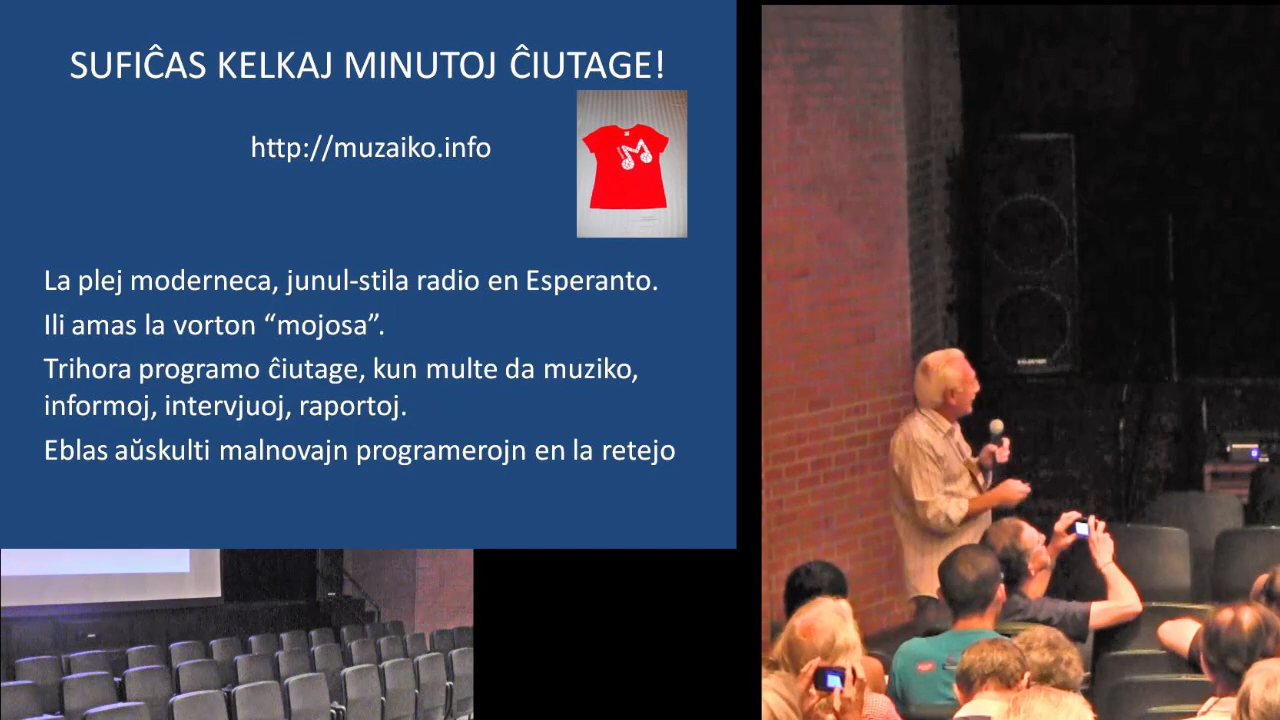 SUFIĈAS KELKAJ MINUTOJ ĈIUTAGE!
http://muzaiko.info
La plej moderneca, junul-stila radio en Esperanto.
Ili amas la vorton “mojosa”.
Trihora programo ĉiutage, kun multe da muziko,
informoj, intervjuoj, raportoj.
Eblas aŭskulti malnovajn programerojn en la retejo